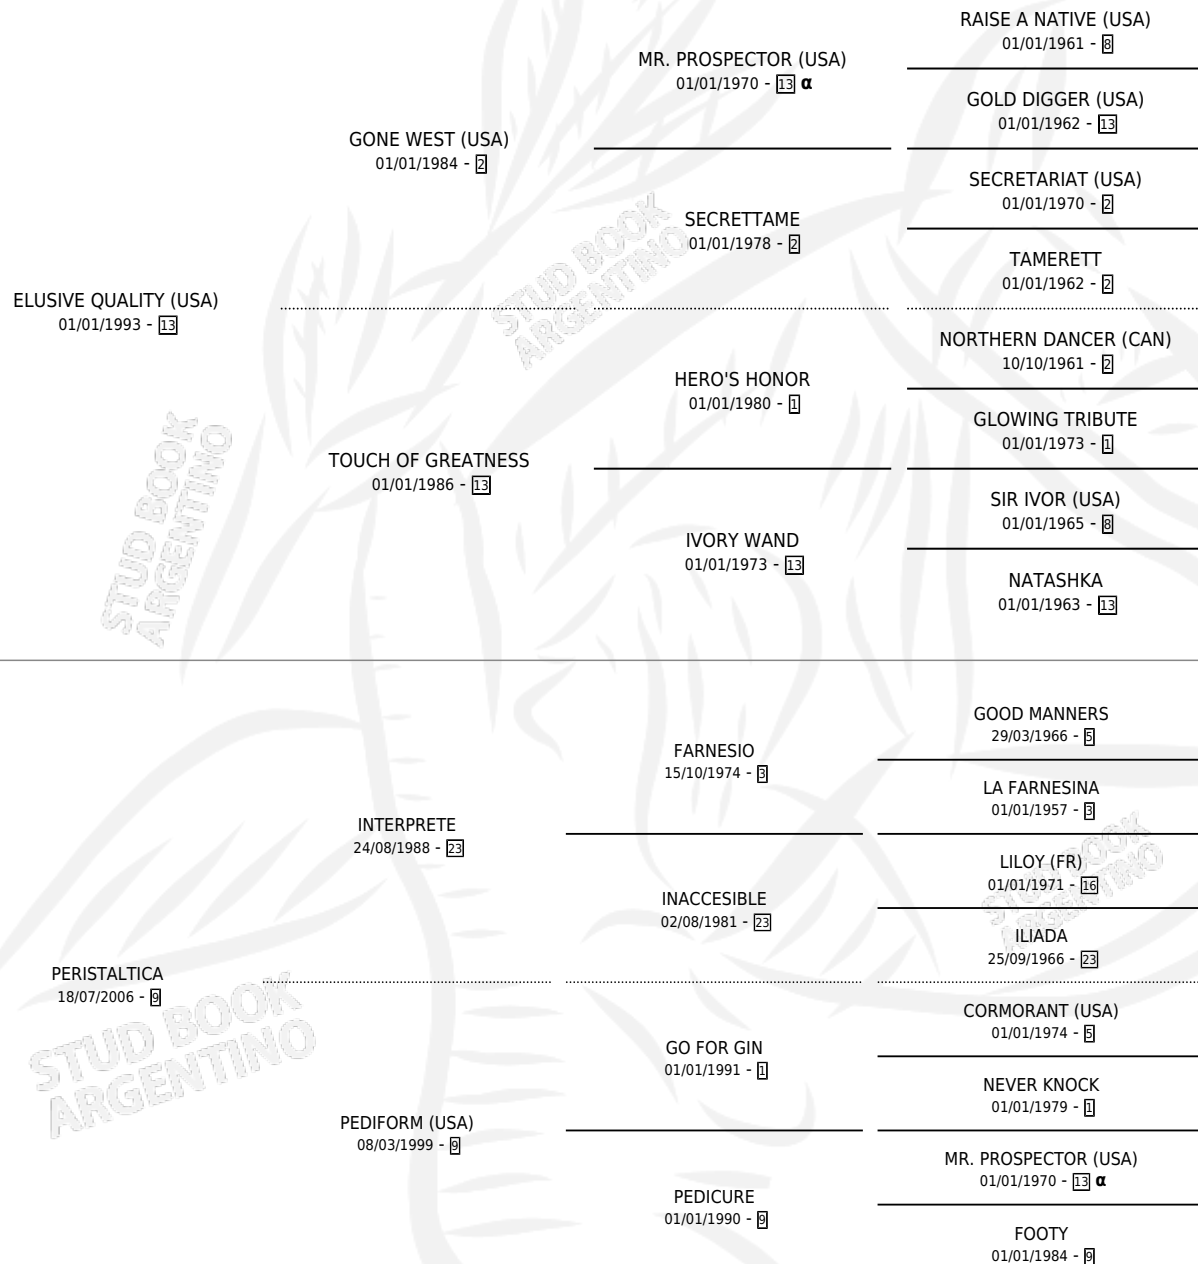 RAISE A NATIVE (USA)
01/01/1961 - 8
MR. PROSPECTOR (USA)
01/01/1970 - 13 α
GOLD DIGGER (USA)
01/01/1962 - 13
GONE WEST (USA)
01/01/1984 - 2
SECRETARIAT (USA)
01/01/1970 - 2
SECRETTAME
01/01/1978 - 2
TAMERETT
01/01/1962 - 2
ELUSIVE QUALITY (USA)
01/01/1993 - 13
NORTHERN DANCER (CAN)
10/10/1961 - 2
HERO'S HONOR
01/01/1980 - 1
GLOWING TRIBUTE
01/01/1973 - 1
TOUCH OF GREATNESS
01/01/1986 - 13
SIR IVOR (USA)
01/01/1965 - 8
IVORY WAND
01/01/1973 - 13
NATASHKA
01/01/1963 - 13
GOOD MANNERS
29/03/1966 - 5
FARNESIO
15/10/1974 - 3
LA FARNESINA
01/01/1957 - 3
INTERPRETE
24/08/1988 - 23
LILOY (FR)
01/01/1971 - 16
INACCESIBLE
02/08/1981 - 23
ILIADA
25/09/1966 - 23
PERISTALTICA
18/07/2006 - 9
CORMORANT (USA)
01/01/1974 - 5
GO FOR GIN
01/01/1991 - 1
NEVER KNOCK
01/01/1979 - 1
PEDIFORM (USA)
08/03/1999 - 9
MR. PROSPECTOR (USA)
01/01/1970 - 13 α
PEDICURE
01/01/1990 - 9
FOOTY
01/01/1984 - 9
STUD BOOK
ARGENTINO
STUD BOOK
ARGENTINO
STUD BOOK
ARGENTINO
STUD BOOK
ARGENTINO